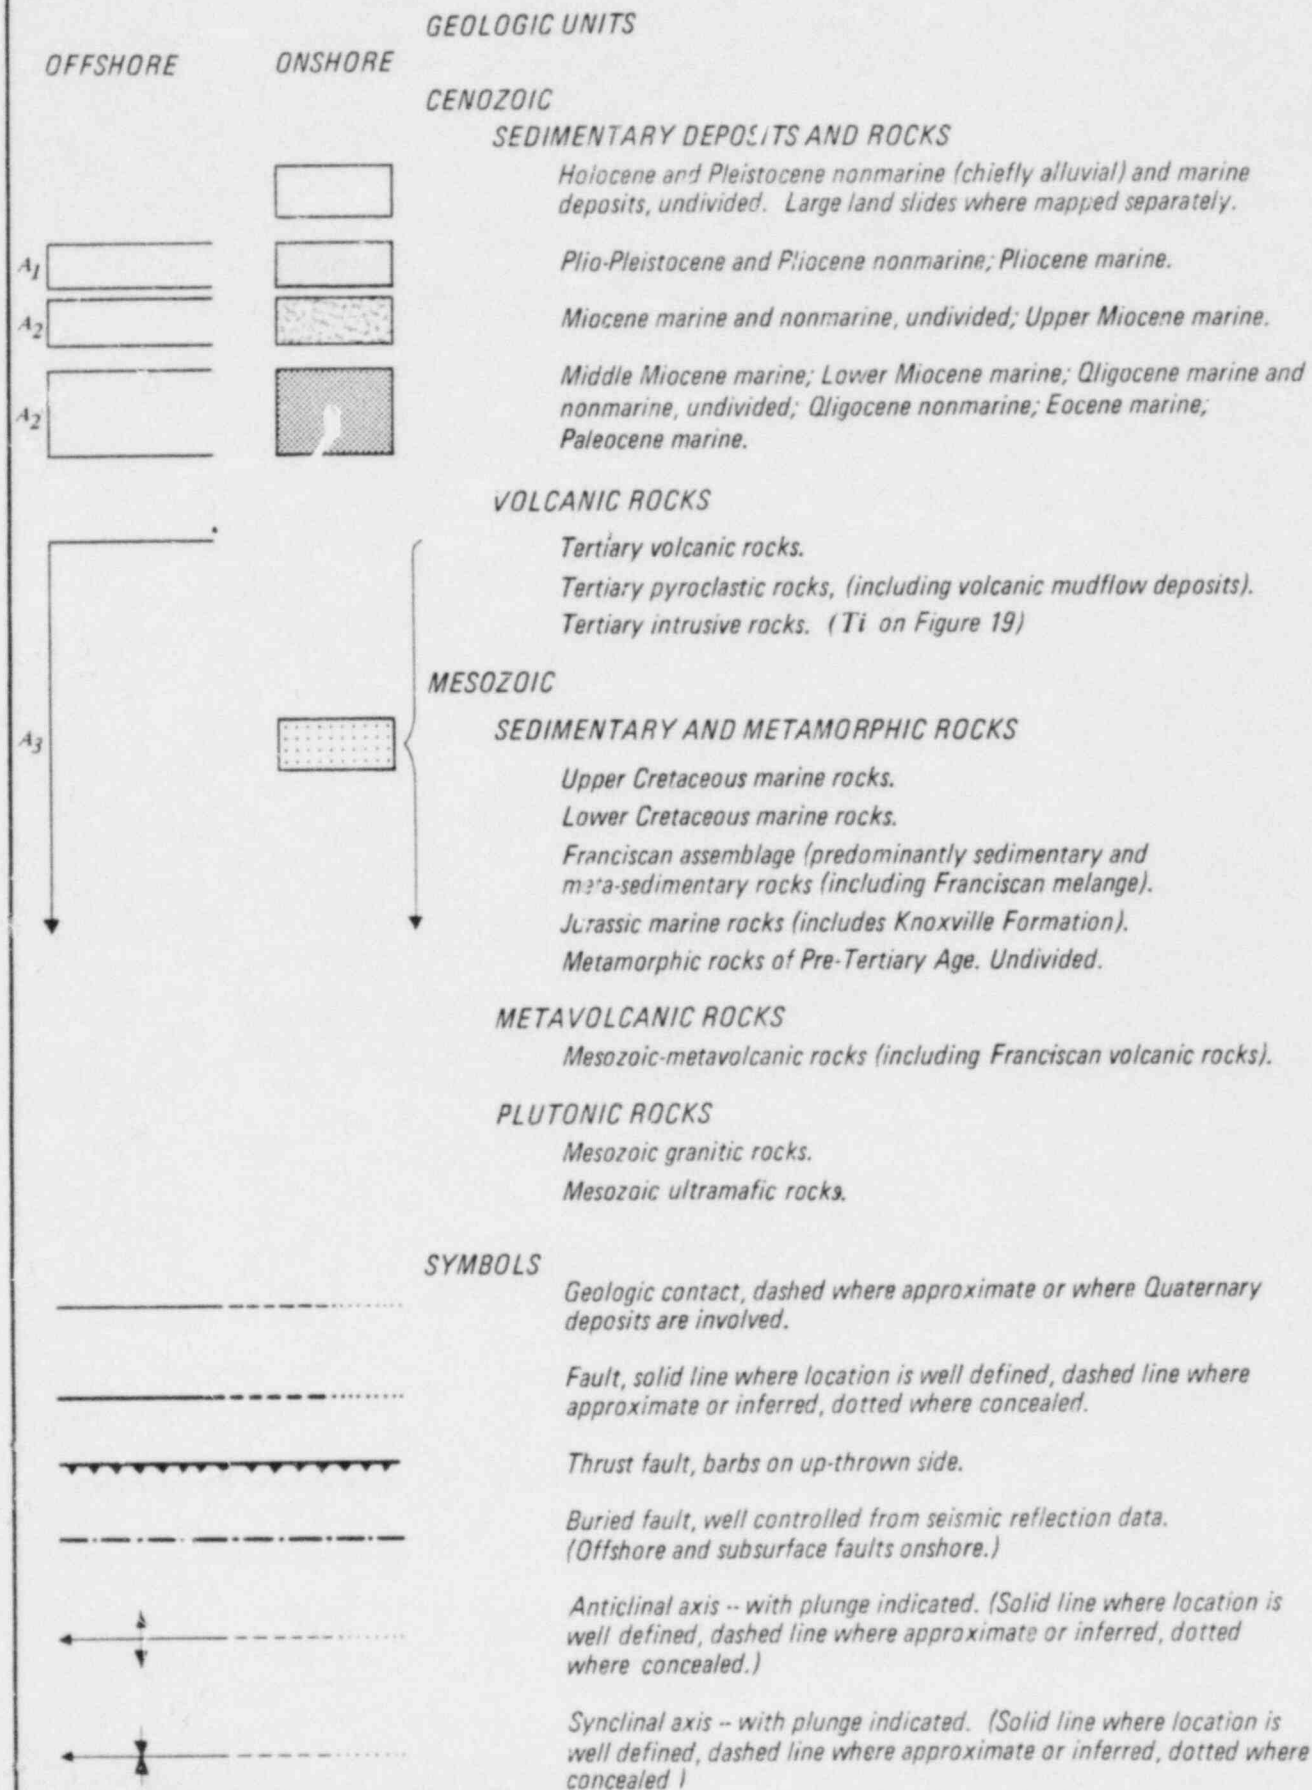 GEOLOGIC UNITS
OFFSHORE ONSHORE
CENOZOIC
SEDIMENTARY DEPOSITS AND ROCKS
Holocene and Pleistocene nonmarine (chiefly alluvial) and marine
deposits, undivided. Large land slides where mapped separately.
A1
Plio-Pleistocene and Pliocene nonmarine; Pliocene marine.
A2
Miocene marine and nonmarine, undivided; Upper Miocene marine.
A2
Middle Miocene marine; Lower Miocene marine; Oligocene marine and
nonmarine, undivided; Oligocene nonmarine; Eocene marine;
Paleocene marine.
VOLCANIC ROCKS
Tertiary volcanic rocks.
Tertiary pyroclastic rocks, (including volcanic mudflow deposits).
Tertiary intrusive rocks. (Ti on Figure 19)
MESOZOIC
A3
SEDIMENTARY AND METAMORPHIC ROCKS
Upper Cretaceous marine rocks.
Lower Cretaceous marine rocks.
Franciscan assemblage (predominantly sedimentary and
meta-sedimentary rocks (including Franciscan melange).
Jurassic marine rocks (includes Knoxville Formation).
Metamorphic rocks of Pre-Tertiary Age. Undivided.
METAVOLCANIC ROCKS
Mesozoic-metavolcanic rocks (including Franciscan volcanic rocks).
PLUTONIC ROCKS
Mesozoic granitic rocks.
Mesozoic ultramafic rocks.
SYMBOLS
Geologic contact, dashed where approximate or where Quaternary
deposits are involved.
Fault, solid line where location is well defined, dashed line where
approximate or inferred, dotted where concealed.
Thrust fault, barbs on up-thrown side.
Buried fault, well controlled from seismic reflection data.
(Offshore and subsurface faults onshore.)
Anticlinal axis -- with plunge indicated. (Solid line where location is
well defined, dashed line where approximate or inferred, dotted
where concealed.)
Synclinal axis -- with plunge indicated. (Solid line where location is
well defined, dashed line where approximate or inferred, dotted where
concealed )